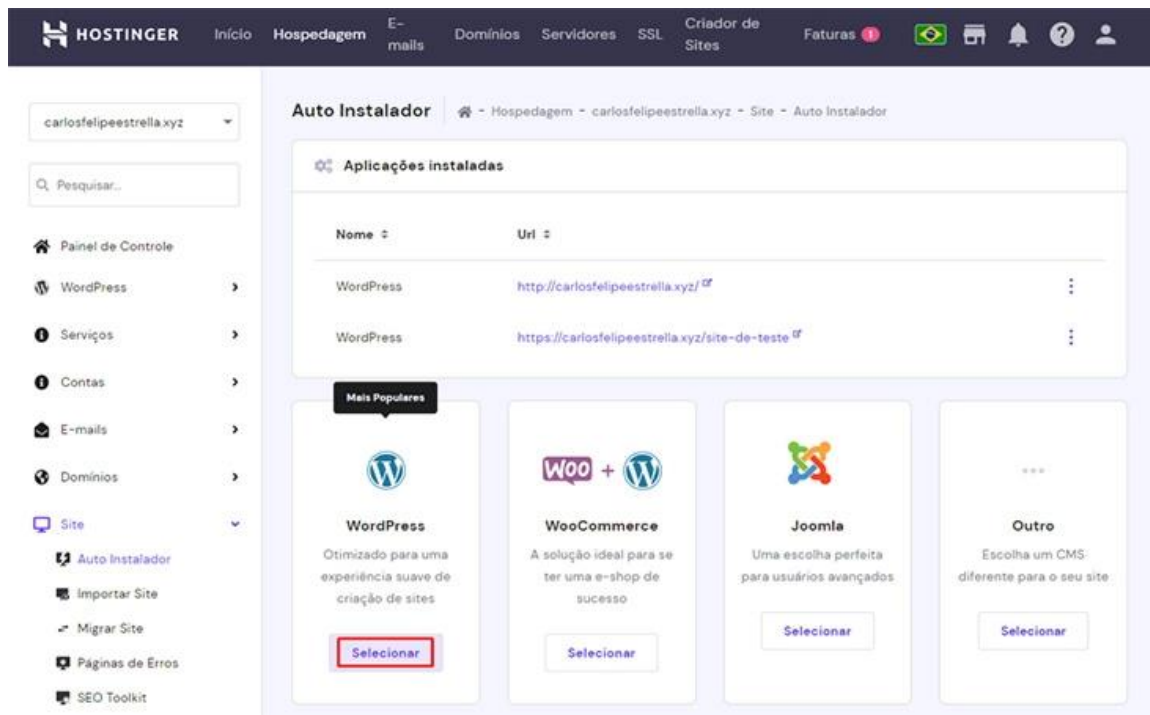 HOSTINGER
Início
Hospedagem
E-
mails
Domínios
Servidores
SSL
Criador de
Sites
Faturas 1
carlosfelipeestrella.xyz
Pesquisar...
Painel de Controle
WordPress
Serviços
Contas
E-mails
Domínios
Site
Auto Instalador
Importar Site
Migrar Site
Páginas de Erros
SEO Toolkit
Auto Instalador
- Hospedagem - carlosfelipeestrella.xyz - Site - Auto Instalador
Aplicações instaladas
Nome Url
WordPress http://carlosfelipeestrella.xyz/
WordPress https://carlosfelipeestrella.xyz/site-de-teste
Mais Populares
WordPress
Otimizado para uma
experiência suave de
criação de sites
Selecionar
Woo +
WooCommerce
A solução ideal para se
ter uma e-shop de
sucesso
Selecionar
Joomla
Uma escolha perfeita
para usuários avançados
Selecionar
...
Outro
Escolha um CMS
diferente para o seu site
Selecionar